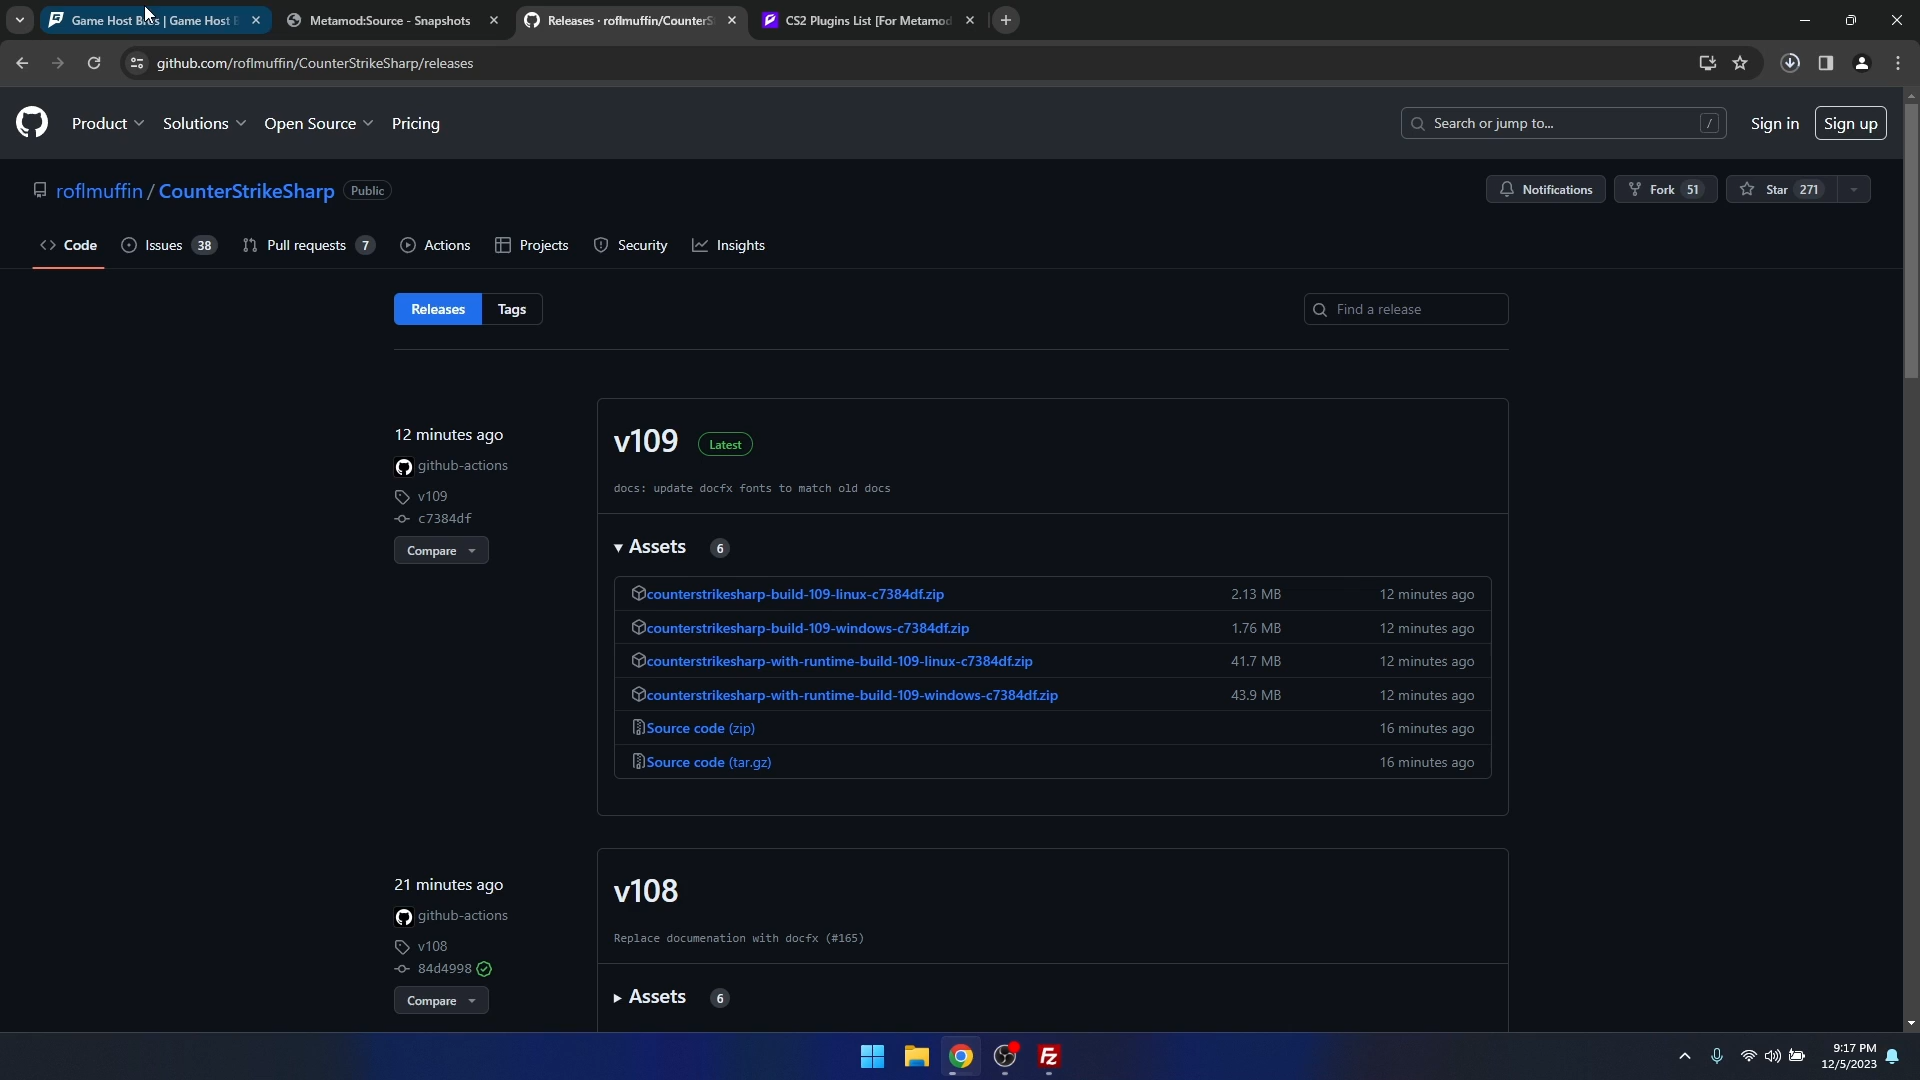 Game Host Bros | Game Host B
Metamod:Source - Snapshots
Releases · roflmuffin/CounterS
CS2 Plugins List [For Metamod
github.com/roflmuffin/CounterStrikeSharp/releases
Product
Solutions
Open Source
Pricing
Search or jump to...
/
Sign in
Sign up
roflmuffin / CounterStrikeSharp
Public
Notifications
Fork 51
Star 271
Code
Issues 38
Pull requests 7
Actions
Projects
Security
Insights
Releases
Tags
Find a release
12 minutes ago
github-actions
v109
c7384df
Compare
v109
Latest
docs: update docfx fonts to match old docs
Assets 6
counterstrikesharp-build-109-linux-c7384df.zip 2.13 MB 12 minutes ago
counterstrikesharp-build-109-windows-c7384df.zip 1.76 MB 12 minutes ago
counterstrikesharp-with-runtime-build-109-linux-c7384df.zip 41.7 MB 12 minutes ago
counterstrikesharp-with-runtime-build-109-windows-c7384df.zip 43.9 MB 12 minutes ago
Source code (zip) 16 minutes ago
Source code (tar.gz) 16 minutes ago
21 minutes ago
github-actions
v108
84d4998
Compare
v108
Replace documenation with docfx (#165)
Assets 6
9:17 PM
12/5/2023